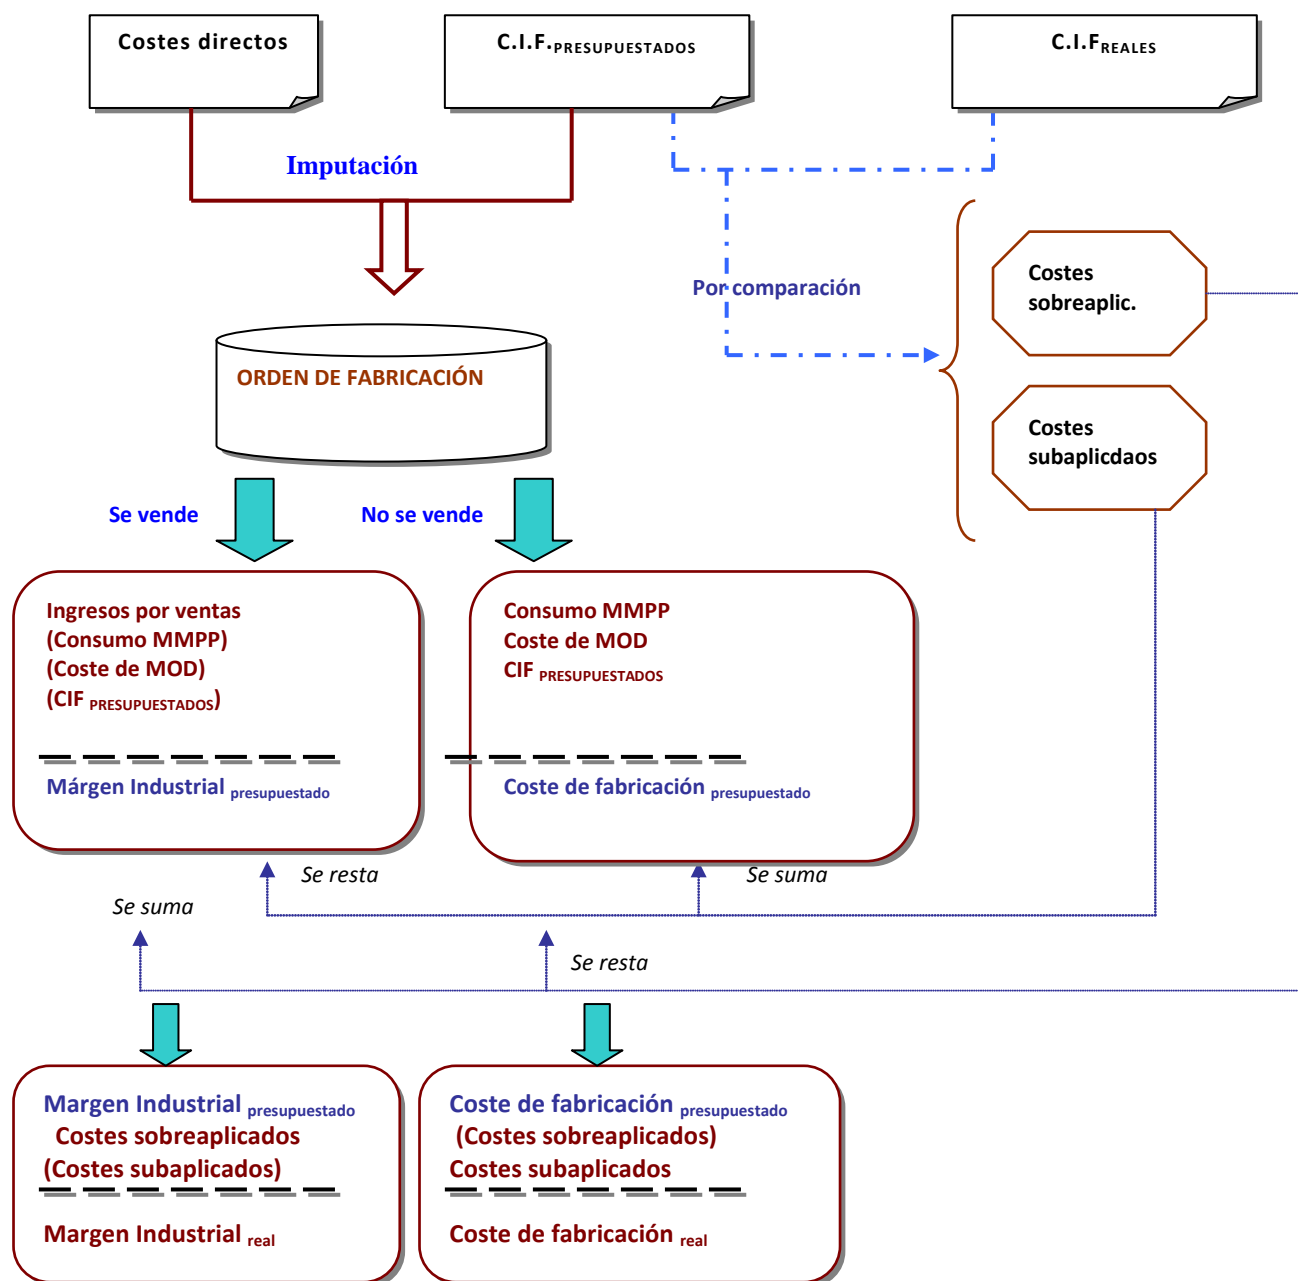 Costes directos
C.I.F.PRESUPUESTADOS
C.I.FREALES
Imputación
Por comparación
Costes
sobreaplic.
ORDEN DE FABRICACIÓN
Costes
subaplicdaos
Se vende
No se vende
Ingresos por ventas
(Consumo MMPP)
(Coste de MOD)
(CIF PRESUPUESTADOS)
Márgen Industrial presupuestado
Consumo MMPP
Coste de MOD
CIF PRESUPUESTADOS
Coste de fabricación presupuestado
Se resta
Se suma
Se suma
Se resta
Margen Industrial presupuestado
Costes sobreaplicados
(Costes subaplicados)
Margen Industrial real
Coste de fabricación presupuestado
(Costes sobreaplicados)
Costes subaplicados
Coste de fabricación real